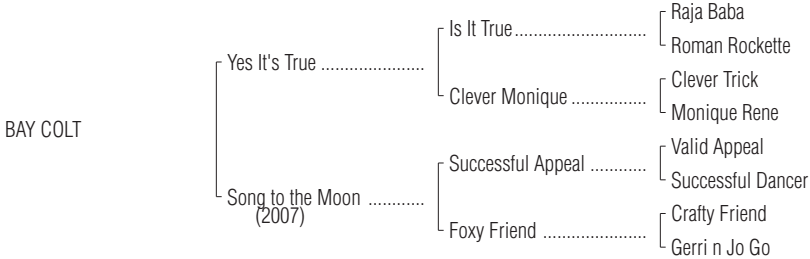 Raja Baba
Is It True............................
Roman Rockette
Yes It's True ......................
Clever Trick
Clever Monique ................
Monique Rene
BAY COLT
Valid Appeal
Successful Appeal ............
Successful Dancer
Song to the Moon ............
(2007)
Crafty Friend
Foxy Friend ......................
Gerri n Jo Go